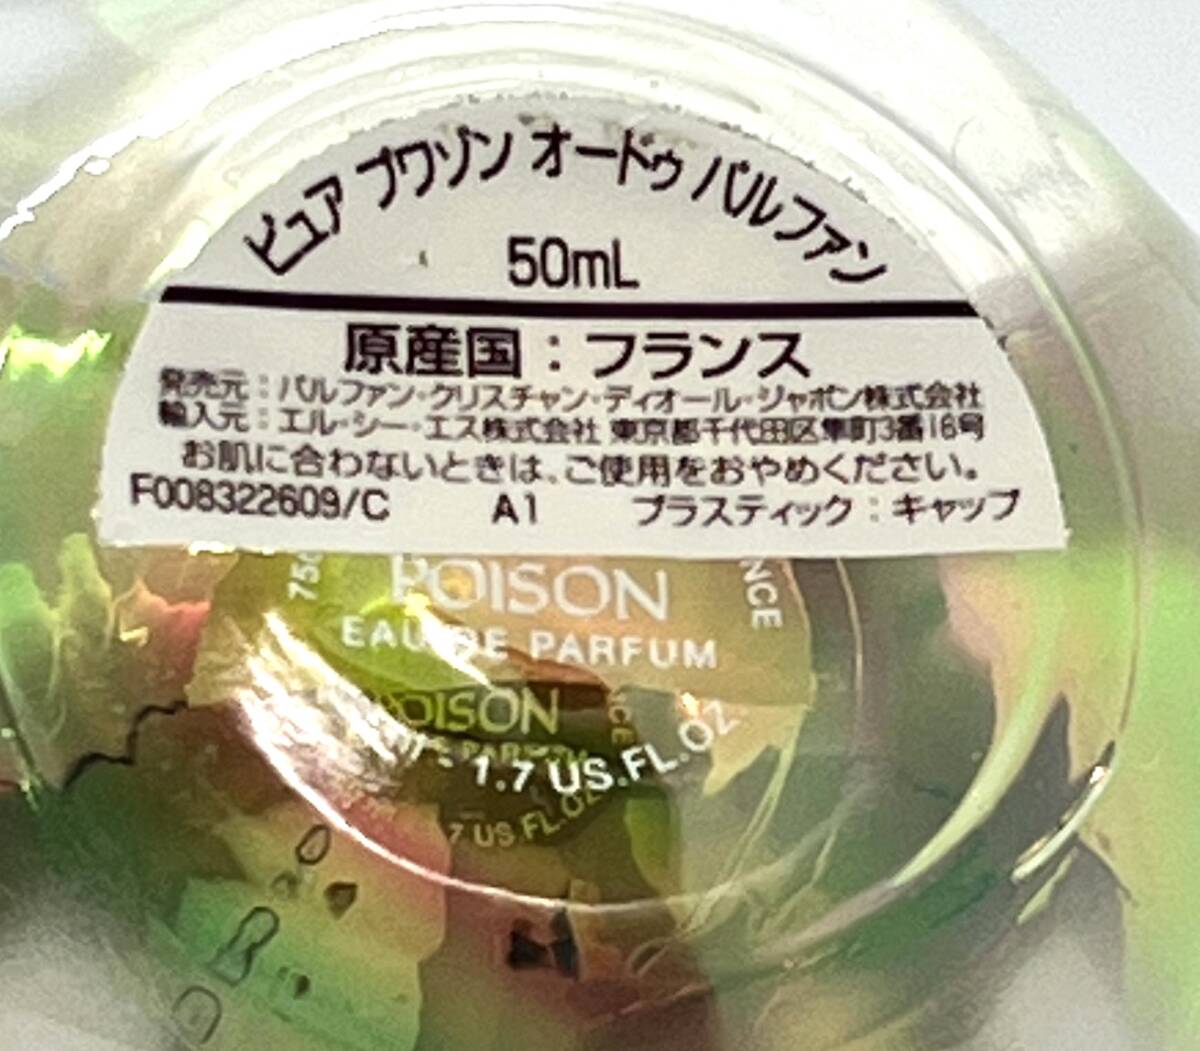 ピュア プワゾン オードゥ パルファン
50mL
原産国：フランス
発売元：パルファン・クリスチャン・ディオール・ジャポン株式会社
輸入元：エル・シー・エス株式会社 東京都千代田区隼町3番16号
お肌に合わないときは、ご使用をおやめください。
F008322609/C A1 プラスティック：キャップ
POISON
EAU DE PARFUM
POISON
1.7 US.FL.OZ
7 US.FL.OZ